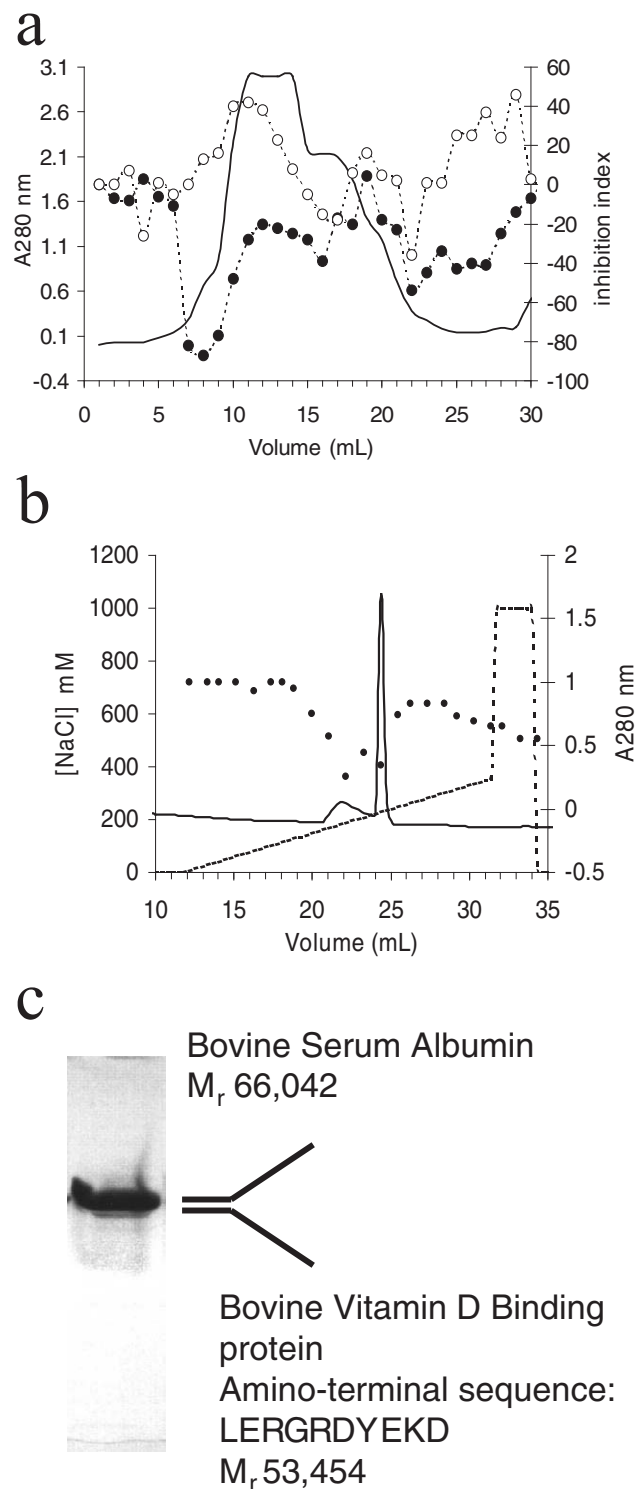 a
3.1
2.6
2.1
1.6
1.1
0.6
0.1
-0.4
A280 nm
60
40
20
0
-20
-40
-60
-80
-100
inhibition index
0 5 10 15 20 25 30
Volume (mL)
b
1200
1000
800
600
400
200
0
[NaCl] mM
2
1.5
1
0.5
0
-0.5
A280 nm
10 15 20 25 30 35
Volume (mL)
c
Bovine Serum Albumin
Mr 66,042
Bovine Vitamin D Binding
protein
Amino-terminal sequence:
LERGRDYEKD
Mr 53,454